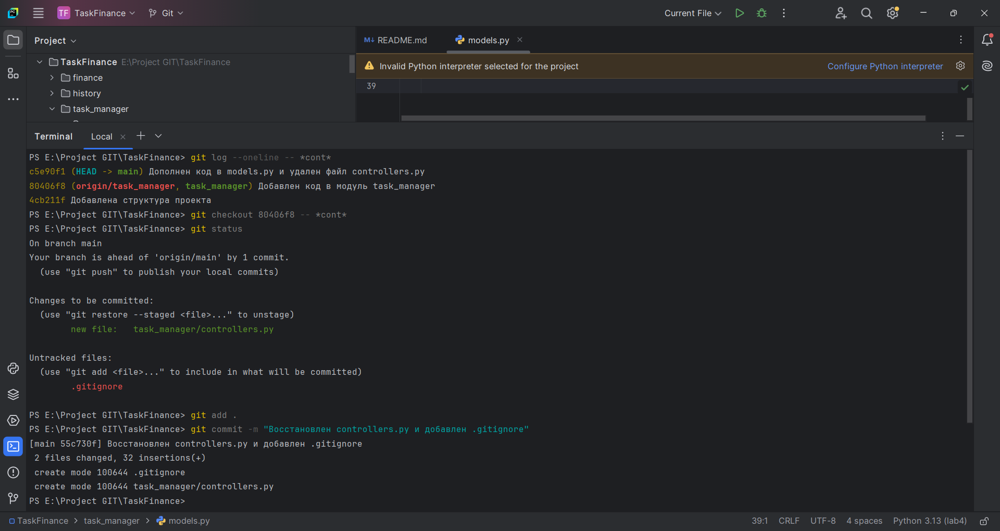 TF TaskFinance Git Current File
Project README.md models.py
TaskFinance E:\Project GIT\TaskFinance
Invalid Python interpreter selected for the project Configure Python interpreter
finance
39
history
task_manager
Terminal Local
PS E:\Project GIT\TaskFinance> git log --oneline -- *cont*
c5e90f1 (HEAD -> main) Дополнен код в models.py и удален файл controllers.py
80406f8 (origin/task_manager, task_manager) Добавлен код в модуль task_manager
4cb211f Добавлена структура проекта
PS E:\Project GIT\TaskFinance> git checkout 80406f8 -- *cont*
PS E:\Project GIT\TaskFinance> git status
On branch main
Your branch is ahead of 'origin/main' by 1 commit.
(use "git push" to publish your local commits)
Changes to be committed:
(use "git restore --staged <file>..." to unstage)
new file: task_manager/controllers.py
Untracked files:
(use "git add <file>..." to include in what will be committed)
.gitignore
PS E:\Project GIT\TaskFinance> git add .
PS E:\Project GIT\TaskFinance> git commit -m "Восстановлен controllers.py и добавлен .gitignore"
[main 55c730f] Восстановлен controllers.py и добавлен .gitignore
2 files changed, 32 insertions(+)
create mode 100644 .gitignore
create mode 100644 task_manager/controllers.py
PS E:\Project GIT\TaskFinance>
TaskFinance > task_manager > models.py 39:1 CRLF UTF-8 4 spaces Python 3.13 (lab4)